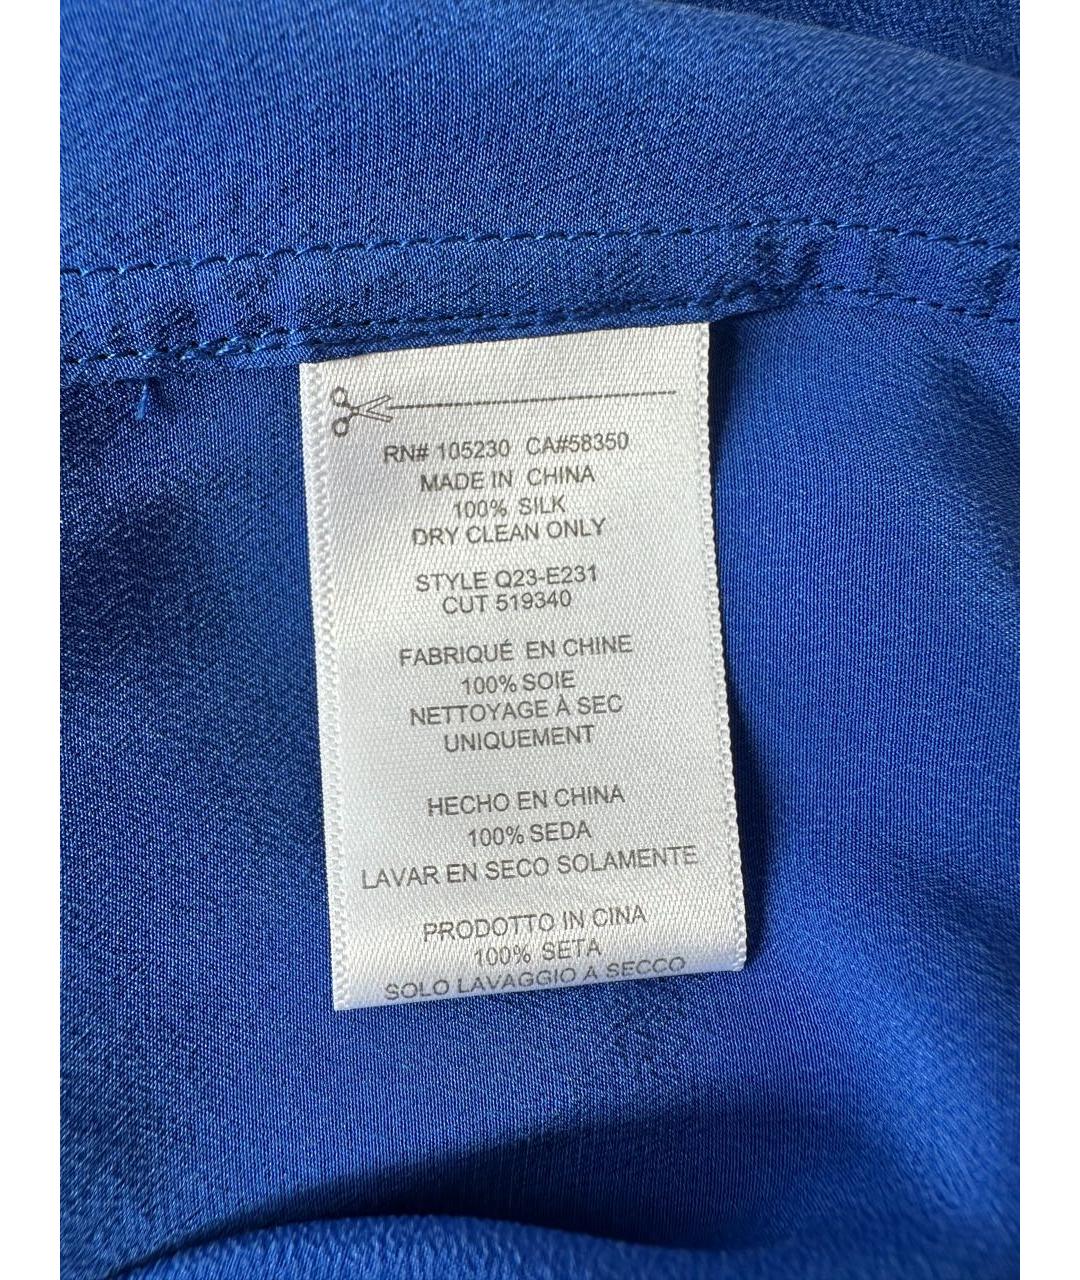 RN# 105230 CA#58350
MADE IN CHINA
100% SILK
DRY CLEAN ONLY
STYLE Q23-E231
CUT 519340
FABRIQUÉ EN CHINE
100% SOIE
NETTOYAGE À SEC
UNIQUEMENT
HECHO EN CHINA
100% SEDA
LAVAR EN SECO SOLAMENTE
PRODOTTO IN CINA
100% SETA
SOLO LAVAGGIO A SECCO